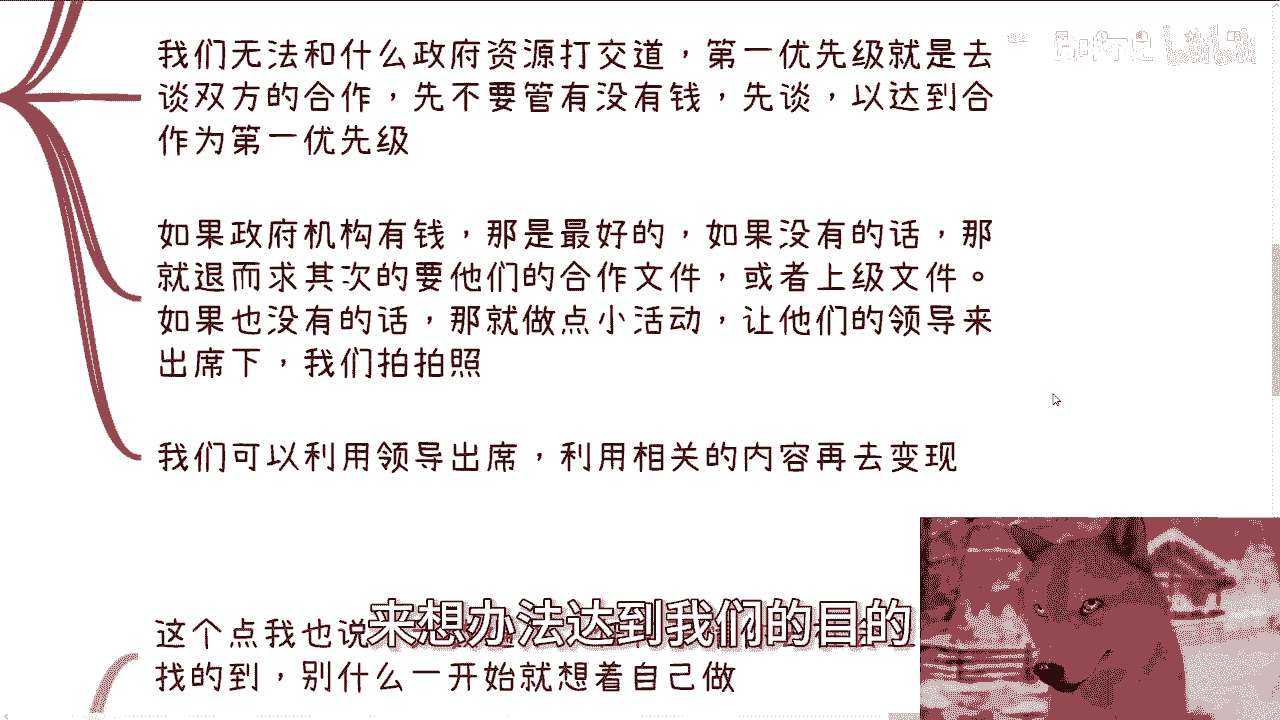 我们无法和什么政府资源打交道，第一优先级就是去
谈双方的合作，先不要管有没有钱，先谈，以达到合
作为第一优先级
如果政府机构有钱，那是最好的，如果没有的话，那
就退而求其次的要他们的合作文件，或者上级文件。
如果也没有的话，那就做点小活动，让他们的领导来
出席下，我们拍拍照
我们可以利用领导出席，利用相关的内容再去变现
这个点我也说
来想办法达到我们的目的
找的到，别什么一开始就想着自己做